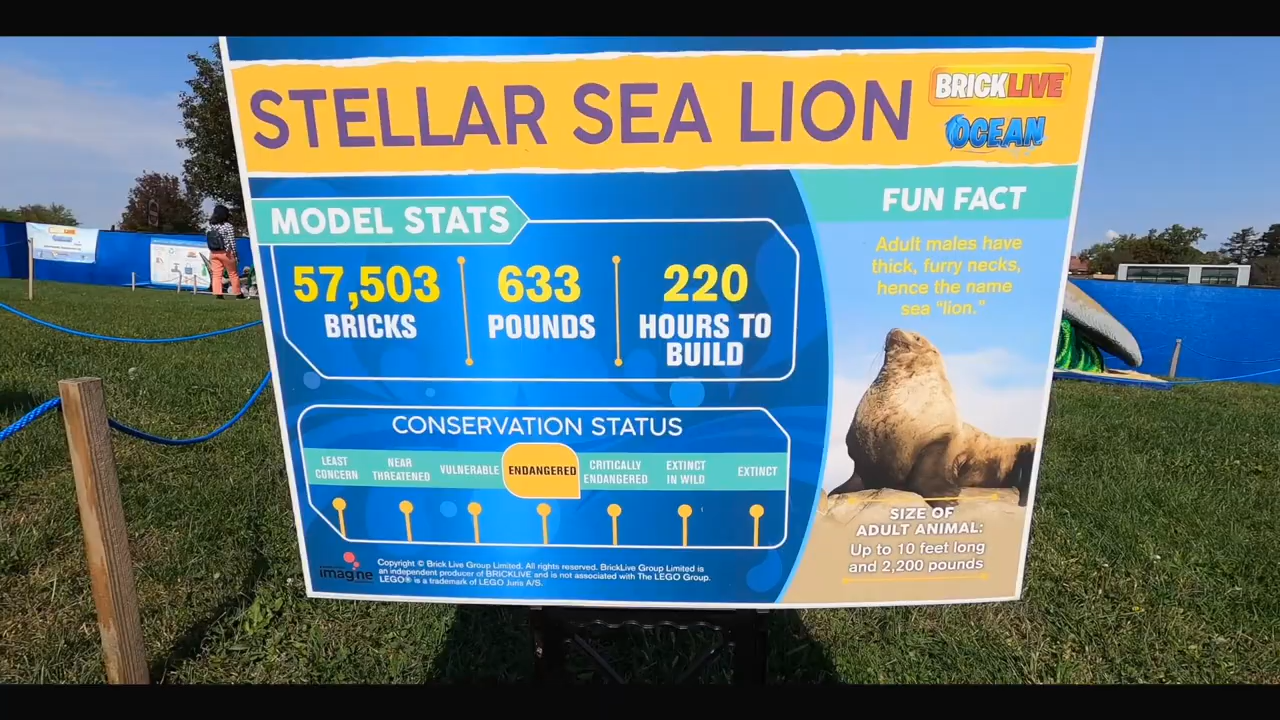 STELLAR SEA LION
BRICKLIVE
OCEAN
MODEL STATS
57,503
BRICKS
633
POUNDS
220
HOURS TO
BUILD
CONSERVATION STATUS
LEAST
CONCERN
NEAR
THREATENED
VULNERABLE
ENDANGERED
CRITICALLY
ENDANGERED
EXTINCT
IN WILD
EXTINCT
imagine
Copyright © Brick Live Group Limited. All rights reserved. BrickLive Group Limited is
an independent producer of BRICKLIVE and is not associated with The LEGO Group.
LEGO® is a trademark of LEGO Juris A/S.
FUN FACT
Adult males have
thick, furry necks,
hence the name
sea "lion."
SIZE OF
ADULT ANIMAL:
Up to 10 feet long
and 2,200 pounds